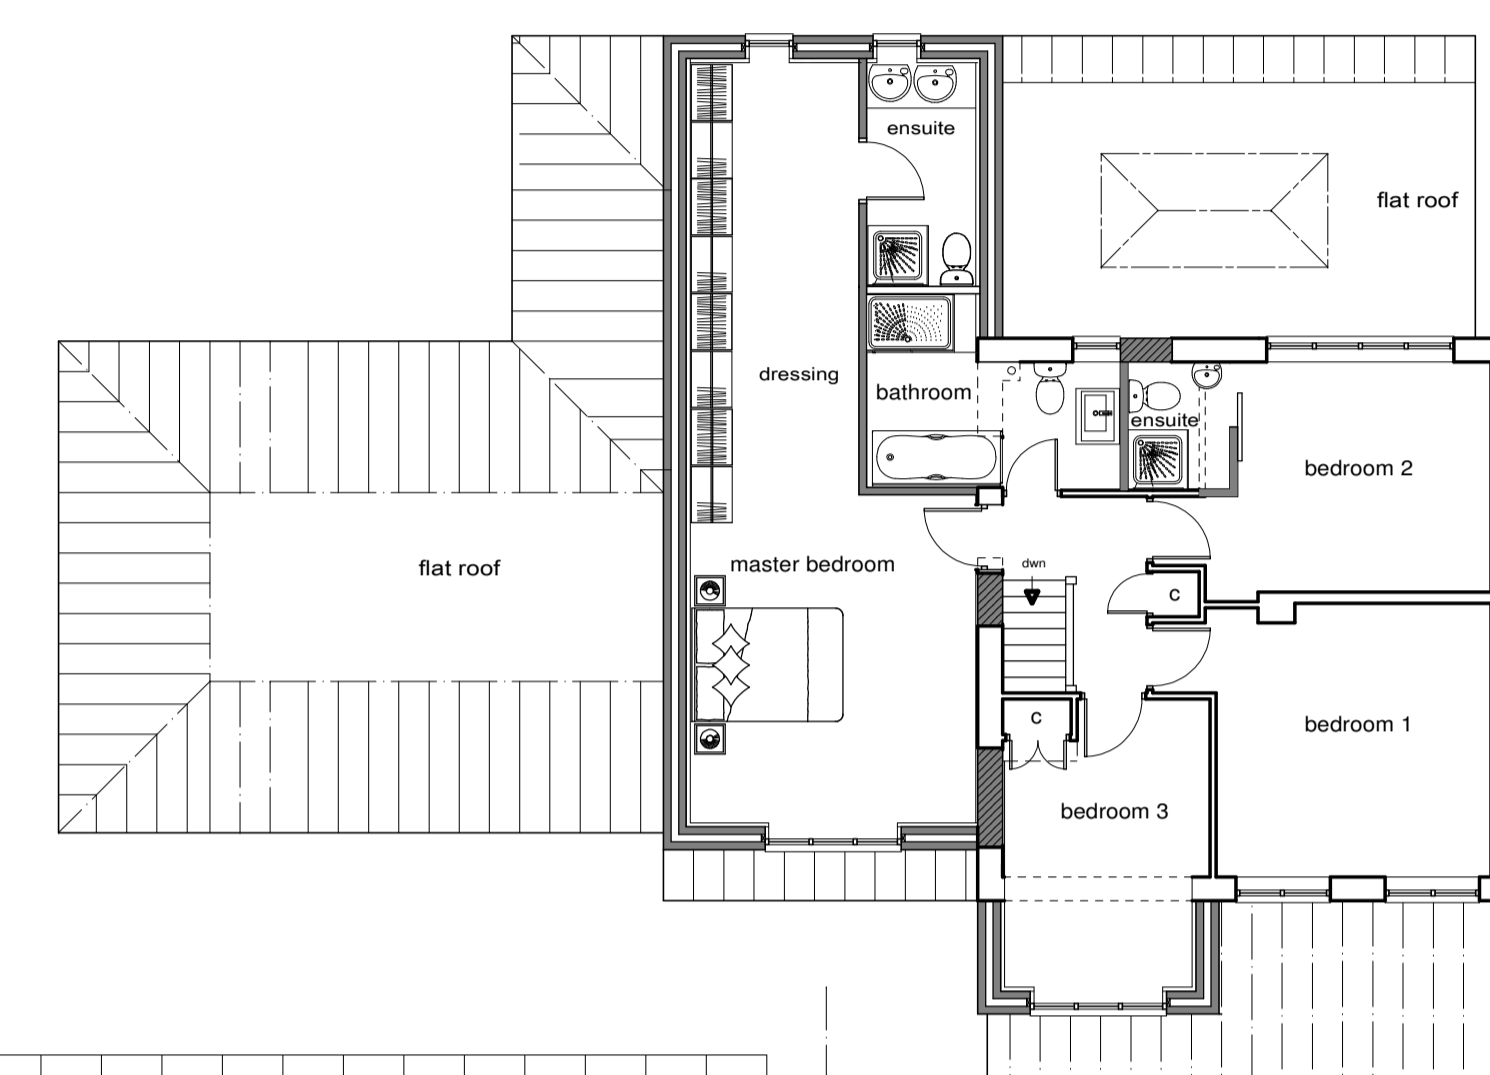 ensuite
flat roof
dressing
bathroom
ensuite
bedroom 2
flat roof
master bedroom
dwn
C
C
bedroom 1
bedroom 3